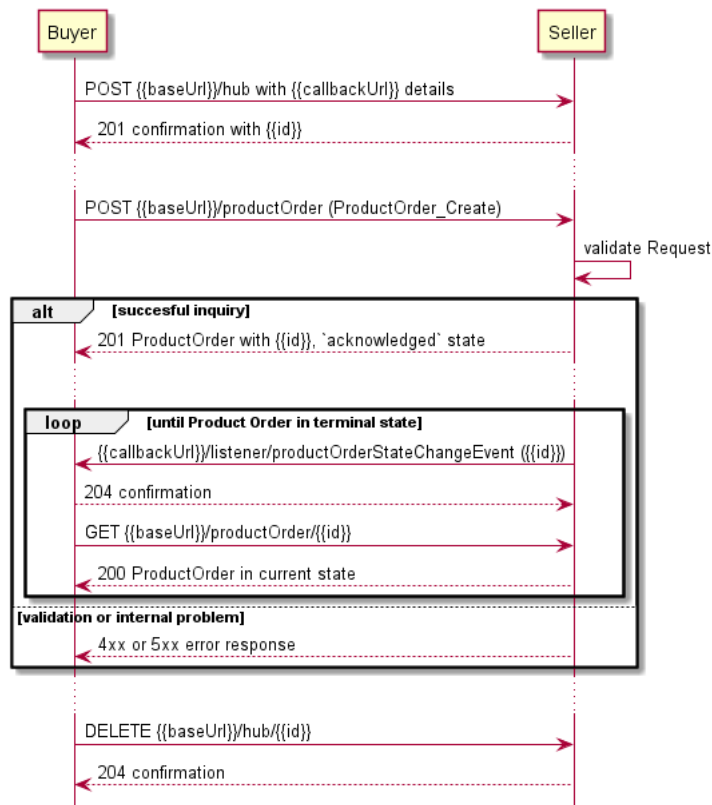 Buyer
Seller
POST {{baseUrl}}/hub with {{callbackUrl}} details
201 confirmation with {{id}}
POST {{baseUrl}}/productOrder (ProductOrder_Create)
validate Request
alt [succesful inquiry]
201 ProductOrder with {{id}}, `acknowledged` state
loop [until Product Order in terminal state]
{{callbackUrl}}/listener/productOrderStateChangeEvent ({{id}})
204 confirmation
GET {{baseUrl}}/productOrder/{{id}}
200 ProductOrder in current state
[validation or internal problem]
4xx or 5xx error response
DELETE {{baseUrl}}/hub/{{id}}
204 confirmation